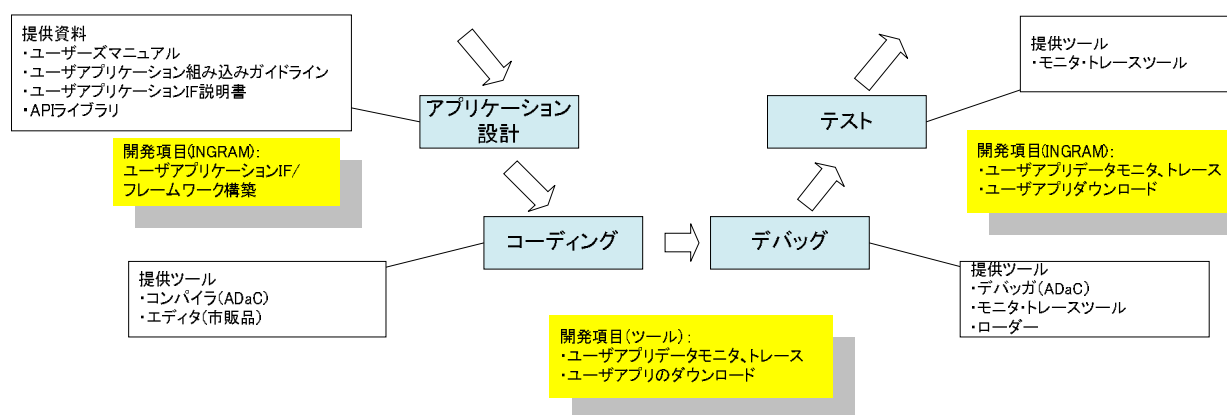 提供資料
・ユーザーズマニュアル
・ユーザアプリケーション組み込みガイドライン
・ユーザアプリケーションIF説明書
・APIライブラリ
アプリケーション
設計
開発項目(INGRAM):
ユーザアプリケーションIF/
フレームワーク構築
コーディング
提供ツール
・コンパイラ(ADaC)
・エディタ(市販品)
開発項目(ツール):
・ユーザアプリデータモニタ、トレース
・ユーザアプリのダウンロード
デバッグ
提供ツール
・デバッガ(ADaC)
・モニタ・トレースツール
・ローダー
テスト
提供ツール
・モニタ・トレースツール
開発項目(INGRAM):
・ユーザアプリデータモニタ、トレース
・ユーザアプリダウンロード